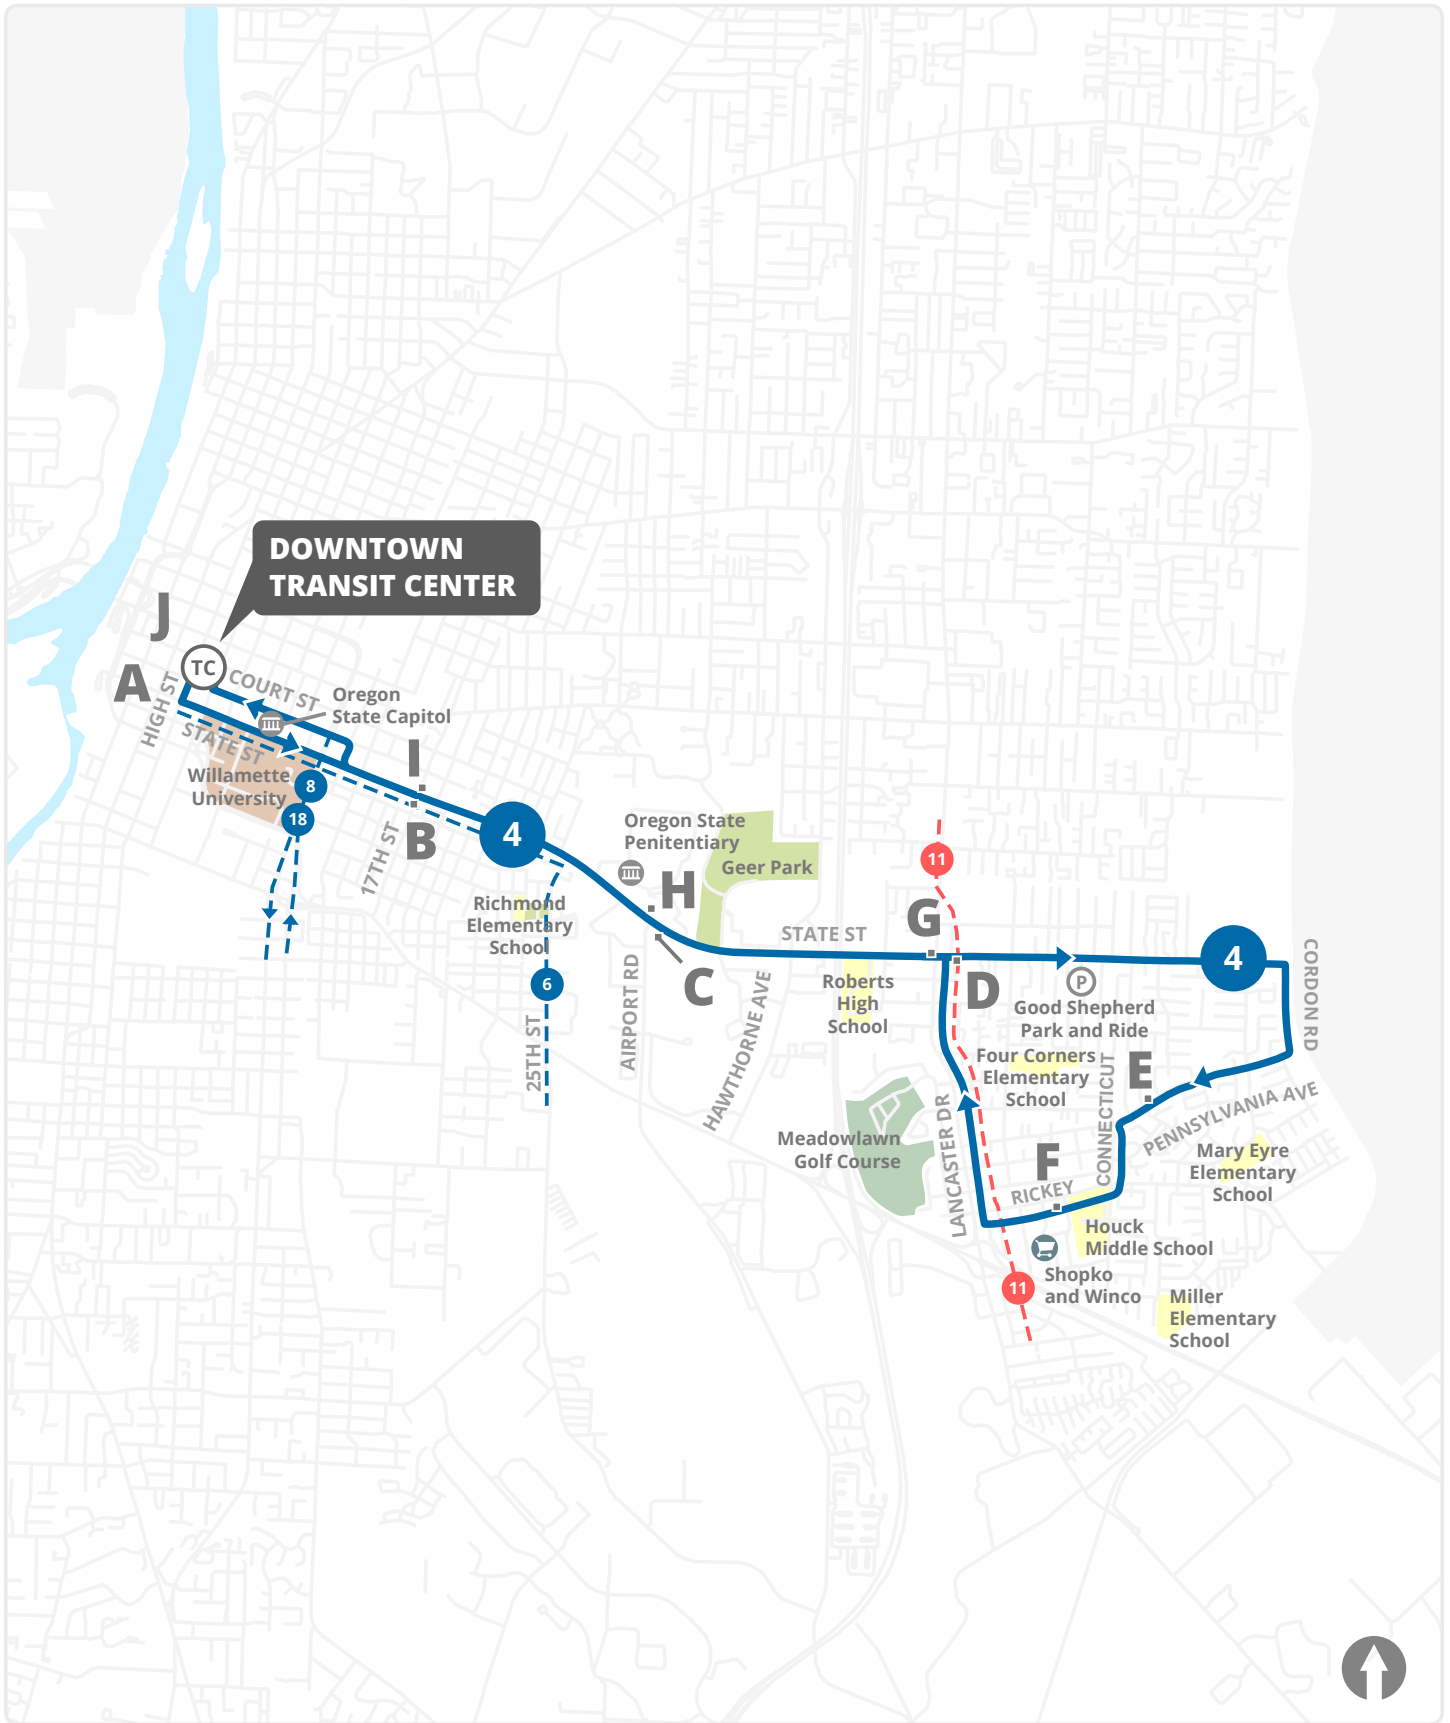 DOWNTOWN
TRANSIT CENTER
J
A
TC
HIGH ST
COURT ST
Oregon
State Capitol
STATE ST
Willamette
University
8
18
I
B
17TH ST
4
Oregon State
Penitentiary
Geer Park
H
C
Richmond
Elementary
School
6
25TH ST
AIRPORT RD
HAWTHORNE AVE
STATE ST
11
G
D
Roberts
High
School
P
Good Shepherd
Park and Ride
4
CORDON RD
Four Corners
Elementary
School
E
CONNECTICUT
PENNSYLVANIA AVE
Meadowlawn
Golf Course
LANCASTER DR
F
RICKEY
Mary Eyre
Elementary
School
Houck
Middle School
Shopko
and Winco
11
Miller
Elementary
School